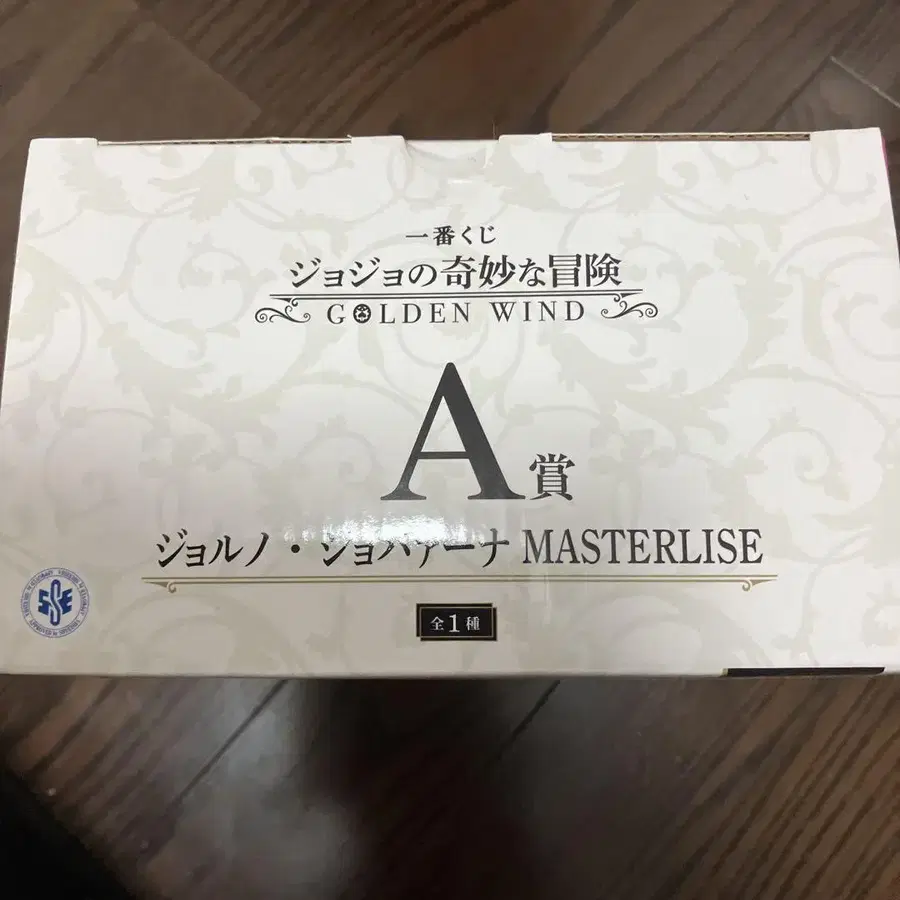 一番くじ
ジョジョの奇妙な冒険
GOLDEN WIND
A賞
ジョルノ・ジョバァーナ MASTERLISE
全1種